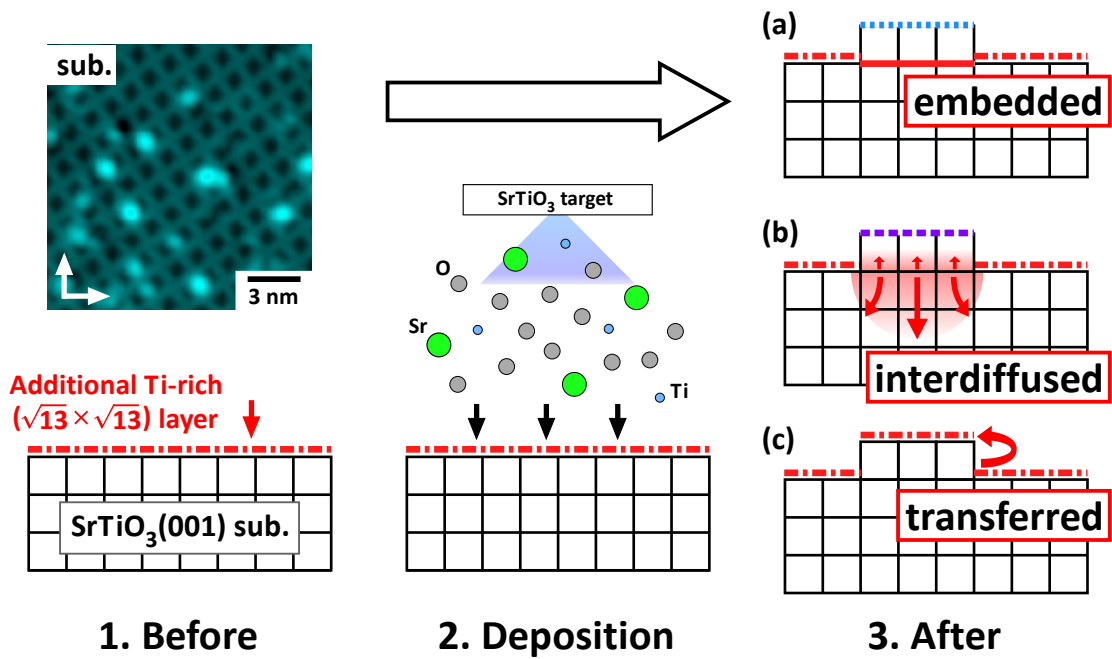 sub.
3 nm
Additional Ti-rich
(√13×√13) layer
SrTiO₃(001) sub.
1. Before
SrTiO₃ target
O
Sr
Ti
2. Deposition
(a)
embedded
(b)
interdiffused
(c)
transferred
3. After